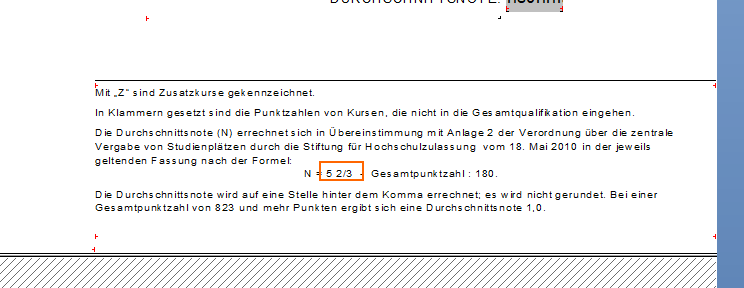 DURCHSCHNITTSNOTE:
Mit „Z“ sind Zusatzkurse gekennzeichnet.
In Klammern gesetzt sind die Punktzahlen von Kursen, die nicht in die Gesamtqualifikation eingehen.
Die Durchschnittsnote (N) errechnet sich in Übereinstimmung mit Anlage 2 der Verordnung über die zentrale
Vergabe von Studienplätzen durch die Stiftung für Hochschulzulassung vom 18. Mai 2010 in der jeweils
geltenden Fassung nach der Formel:
N = 5 2/3 - Gesamtpunktzahl : 180.
Die Durchschnittsnote wird auf eine Stelle hinter dem Komma errechnet; es wird nicht gerundet. Bei einer
Gesamtpunktzahl von 823 und mehr Punkten ergibt sich eine Durchschnittsnote 1,0.